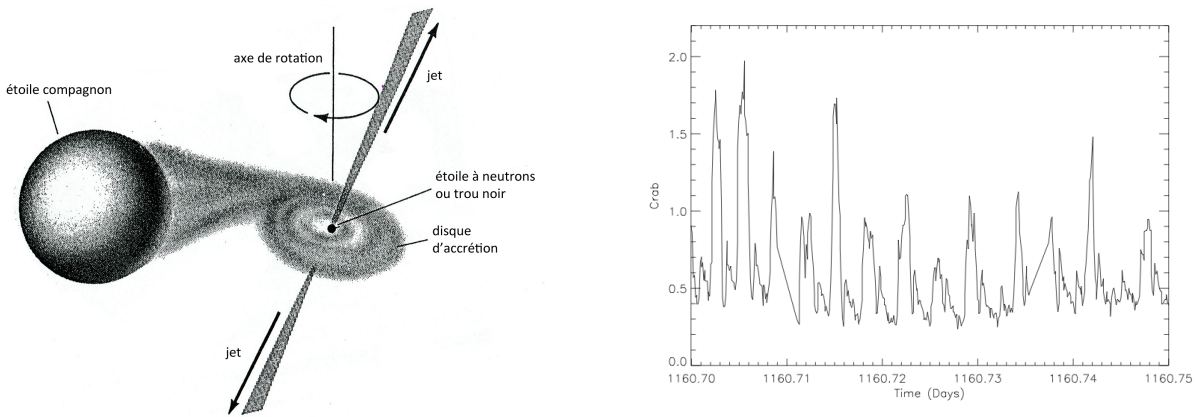 axe de rotation
jet
étoile compagnon
étoile à neutrons
ou trou noir
disque
d'accrétion
jet
2.0
1.5
1.0
0.5
0.0
Crab
1160.70
1160.71
1160.72
1160.73
1160.74
1160.75
Time (Days)